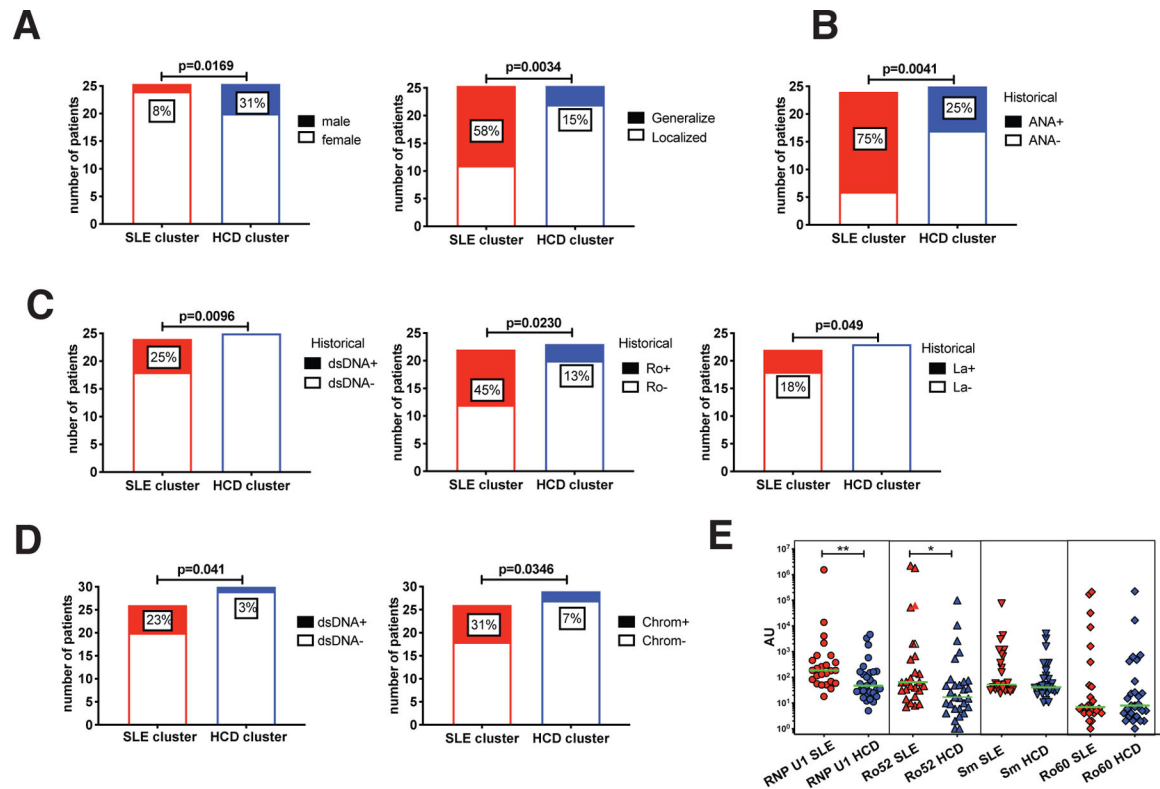 A
p=0.0169
number of patients
25
20
15
10
5
0
8%
31%
male
female
SLE cluster
HCD cluster
p=0.0034
number of patients
25
20
15
10
5
0
58%
15%
Generalize
Localized
SLE cluster
HCD cluster
B
p=0.0041
number of patients
25
20
15
10
5
0
75%
25%
Historical
ANA+
ANA-
SLE cluster
HCD cluster
C
p=0.0096
nuber of patients
25
20
15
10
5
0
25%
Historical
dsDNA+
dsDNA-
SLE cluster
HCD cluster
p=0.0230
number of patients
25
20
15
10
5
0
45%
13%
Historical
Ro+
Ro-
SLE cluster
HCD cluster
p=0.049
number of patients
25
20
15
10
5
0
18%
Historical
La+
La-
SLE cluster
HCD cluster
D
p=0.041
number of patients
30
25
20
15
10
5
0
23%
3%
dsDNA+
dsDNA-
SLE cluster
HCD cluster
p=0.0346
number of patients
30
25
20
15
10
5
0
31%
7%
Chrom+
Chrom-
SLE cluster
HCD cluster
E
AU
10⁷
10⁶
10⁵
10⁴
10³
10²
10¹
10⁰
**
*
RNP U1 SLE
RNP U1 HCD
Ro52 SLE
Ro52 HCD
Sm SLE
Sm HCD
Ro60 SLE
Ro60 HCD